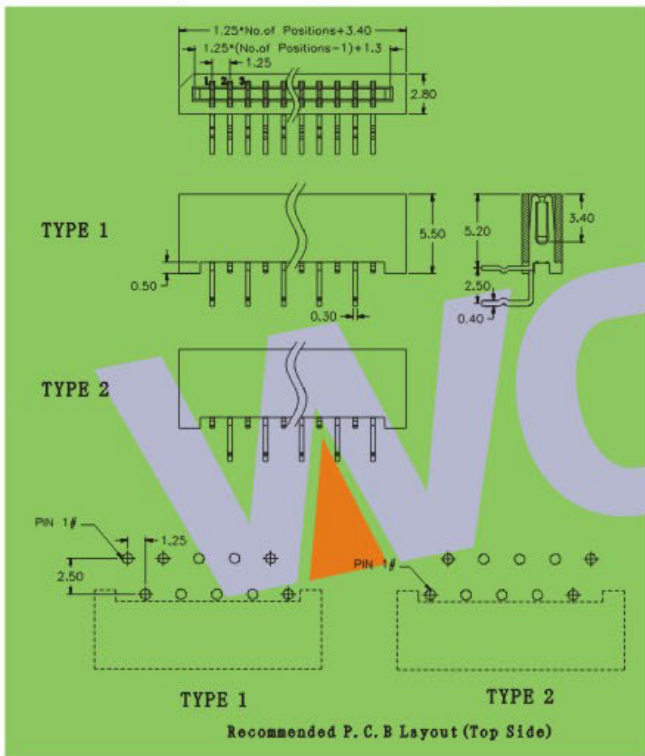 1.25*No.of Positions+3.40
1.25*(No.of Positions-1)+1.3
1.25
1 2 3
2.80
TYPE 1
5.50
0.50
0.30
5.20
3.40
2.50
0.40
TYPE 2
PIN 1#
1.25
2.50
PIN 1#
TYPE 1
TYPE 2
Recommended P.C.B Layout(Top Side)